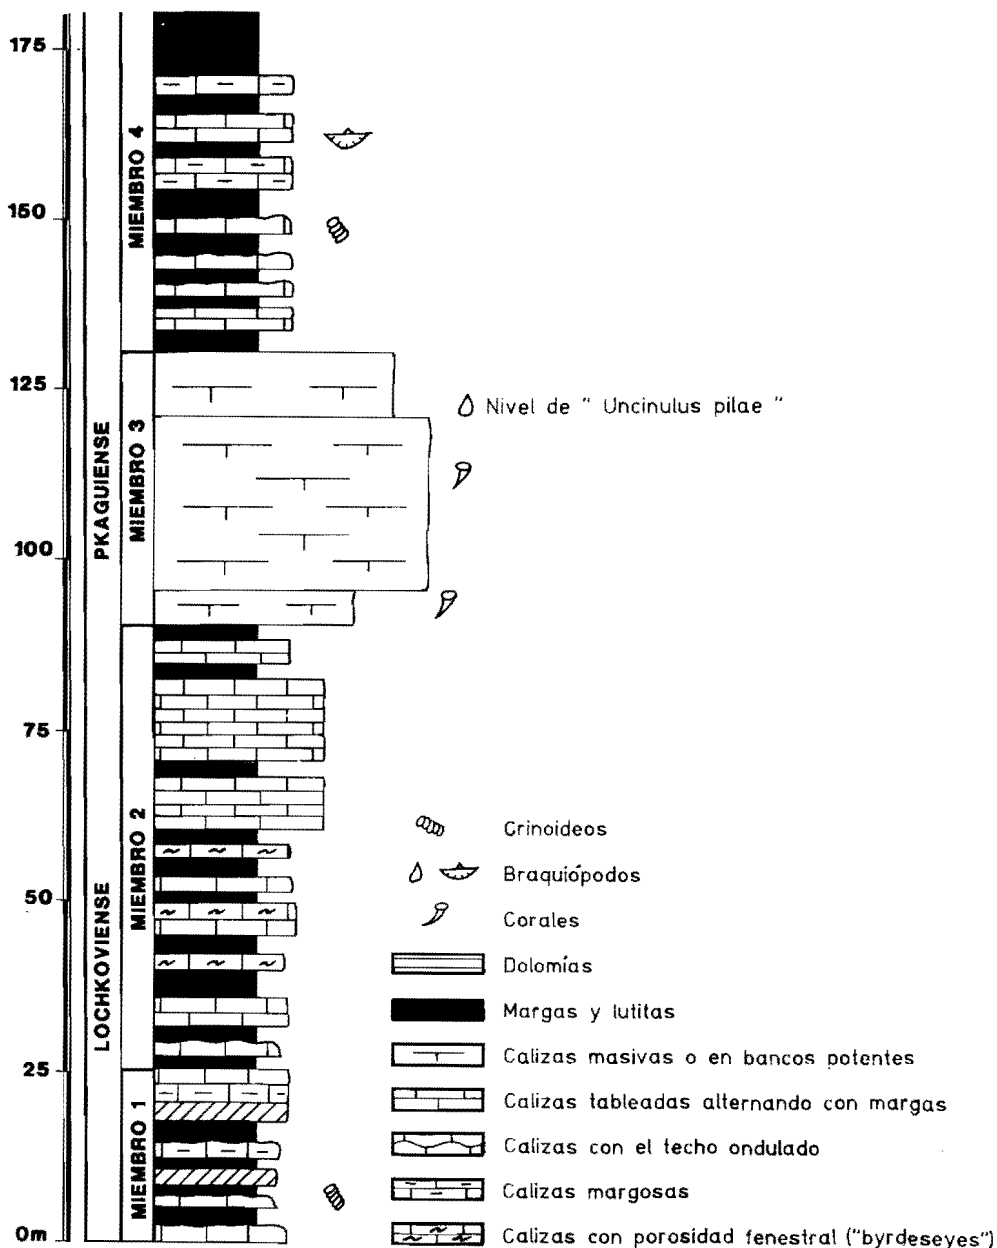 175
150
125
100
75
50
25
0m
PKAGUIENSE
LOCHKOVIENSE
MIEMBRO 4
MIEMBRO 3
MIEMBRO 2
MIEMBRO 1
Nivel de " Uncinulus pilae "
Crinoideos
Braquiópodos
Corales
Dolomías
Margas y lutitas
Calizas masivas o en bancos potentes
Calizas tableadas alternando con margas
Calizas con el techo ondulado
Calizas margosas
Calizas con porosidad fenestral ("byrdeseyes")